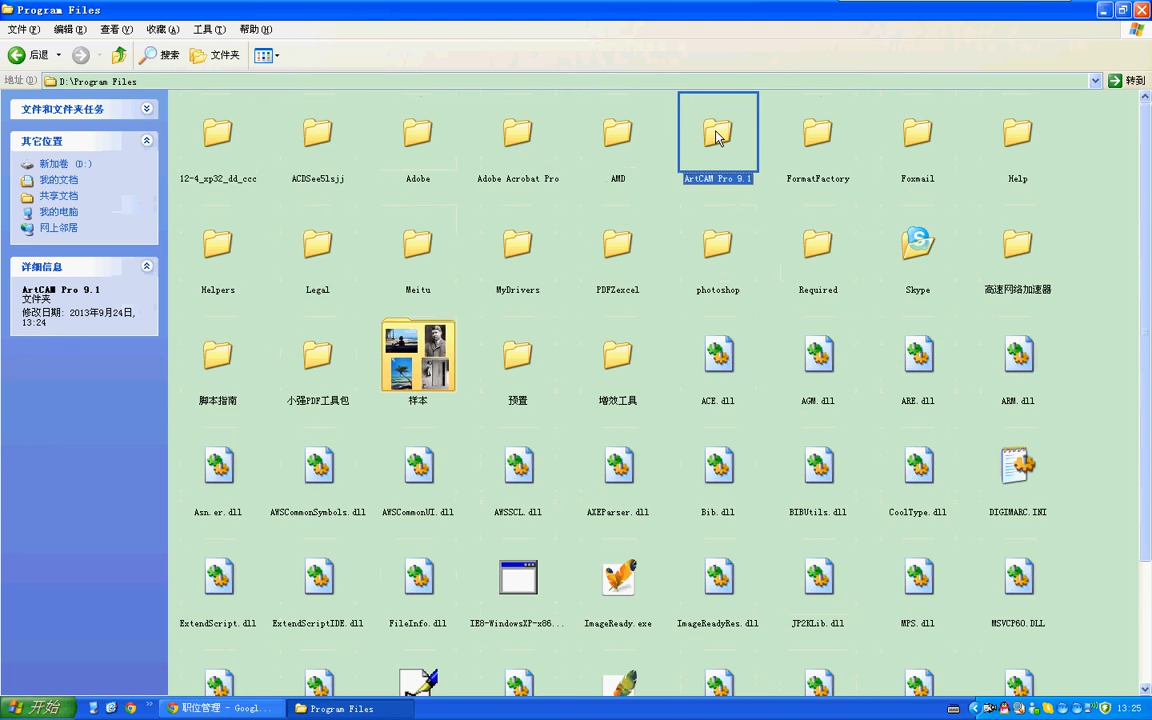 Program Files
文件(F) 编辑(E) 查看(V) 收藏(A) 工具(T) 帮助(H)
后退 搜索 文件夹
地址(D) D:\Program Files 转到
文件和文件夹任务
其它位置
新加卷 (D:)
我的文档
共享文档
我的电脑
网上邻居
详细信息
ArtCAM Pro 9.1
文件夹
修改日期: 2013年9月24日,
13:24
12-4_xp32_dd_ccc ACDSee5lsjj Adobe Adobe Acrobat Pro AMD ArtCAM Pro 9.1 FormatFactory Foxmail Help
Helpers Legal Meitu MyDrivers PDFZexcel photoshop Required Skype 高速网络加速器
脚本指南 小强PDF工具包 样本 预置 增效工具 ACE.dll AGM.dll ARE.dll ARM.dll
Asn.er.dll AWSCommonSymbols.dll AWSCommonUI.dll AWSSCL.dll AXEParser.dll Bib.dll BIBUtils.dll CoolType.dll DIGIMARC.INI
ExtendScript.dll ExtendScriptIDE.dll FileInfo.dll IE8-WindowsXP-x86... ImageReady.exe ImageReadyRes.dll JP2KLib.dll MPS.dll MSVCP60.DLL
开始 职位管理 - Googl... Program Files 13:25